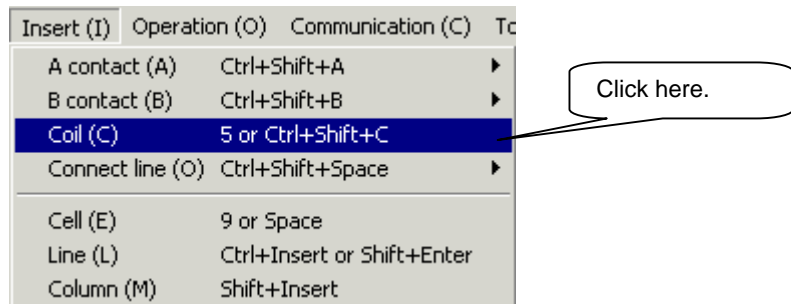 Insert (I) Operation (O) Communication (C)
A contact (A) Ctrl+Shift+A
B contact (B) Ctrl+Shift+B
Coil (C) 5 or Ctrl+Shift+C
Connect line (O) Ctrl+Shift+Space
Cell (E) 9 or Space
Line (L) Ctrl+Insert or Shift+Enter
Column (M) Shift+Insert
Click here.